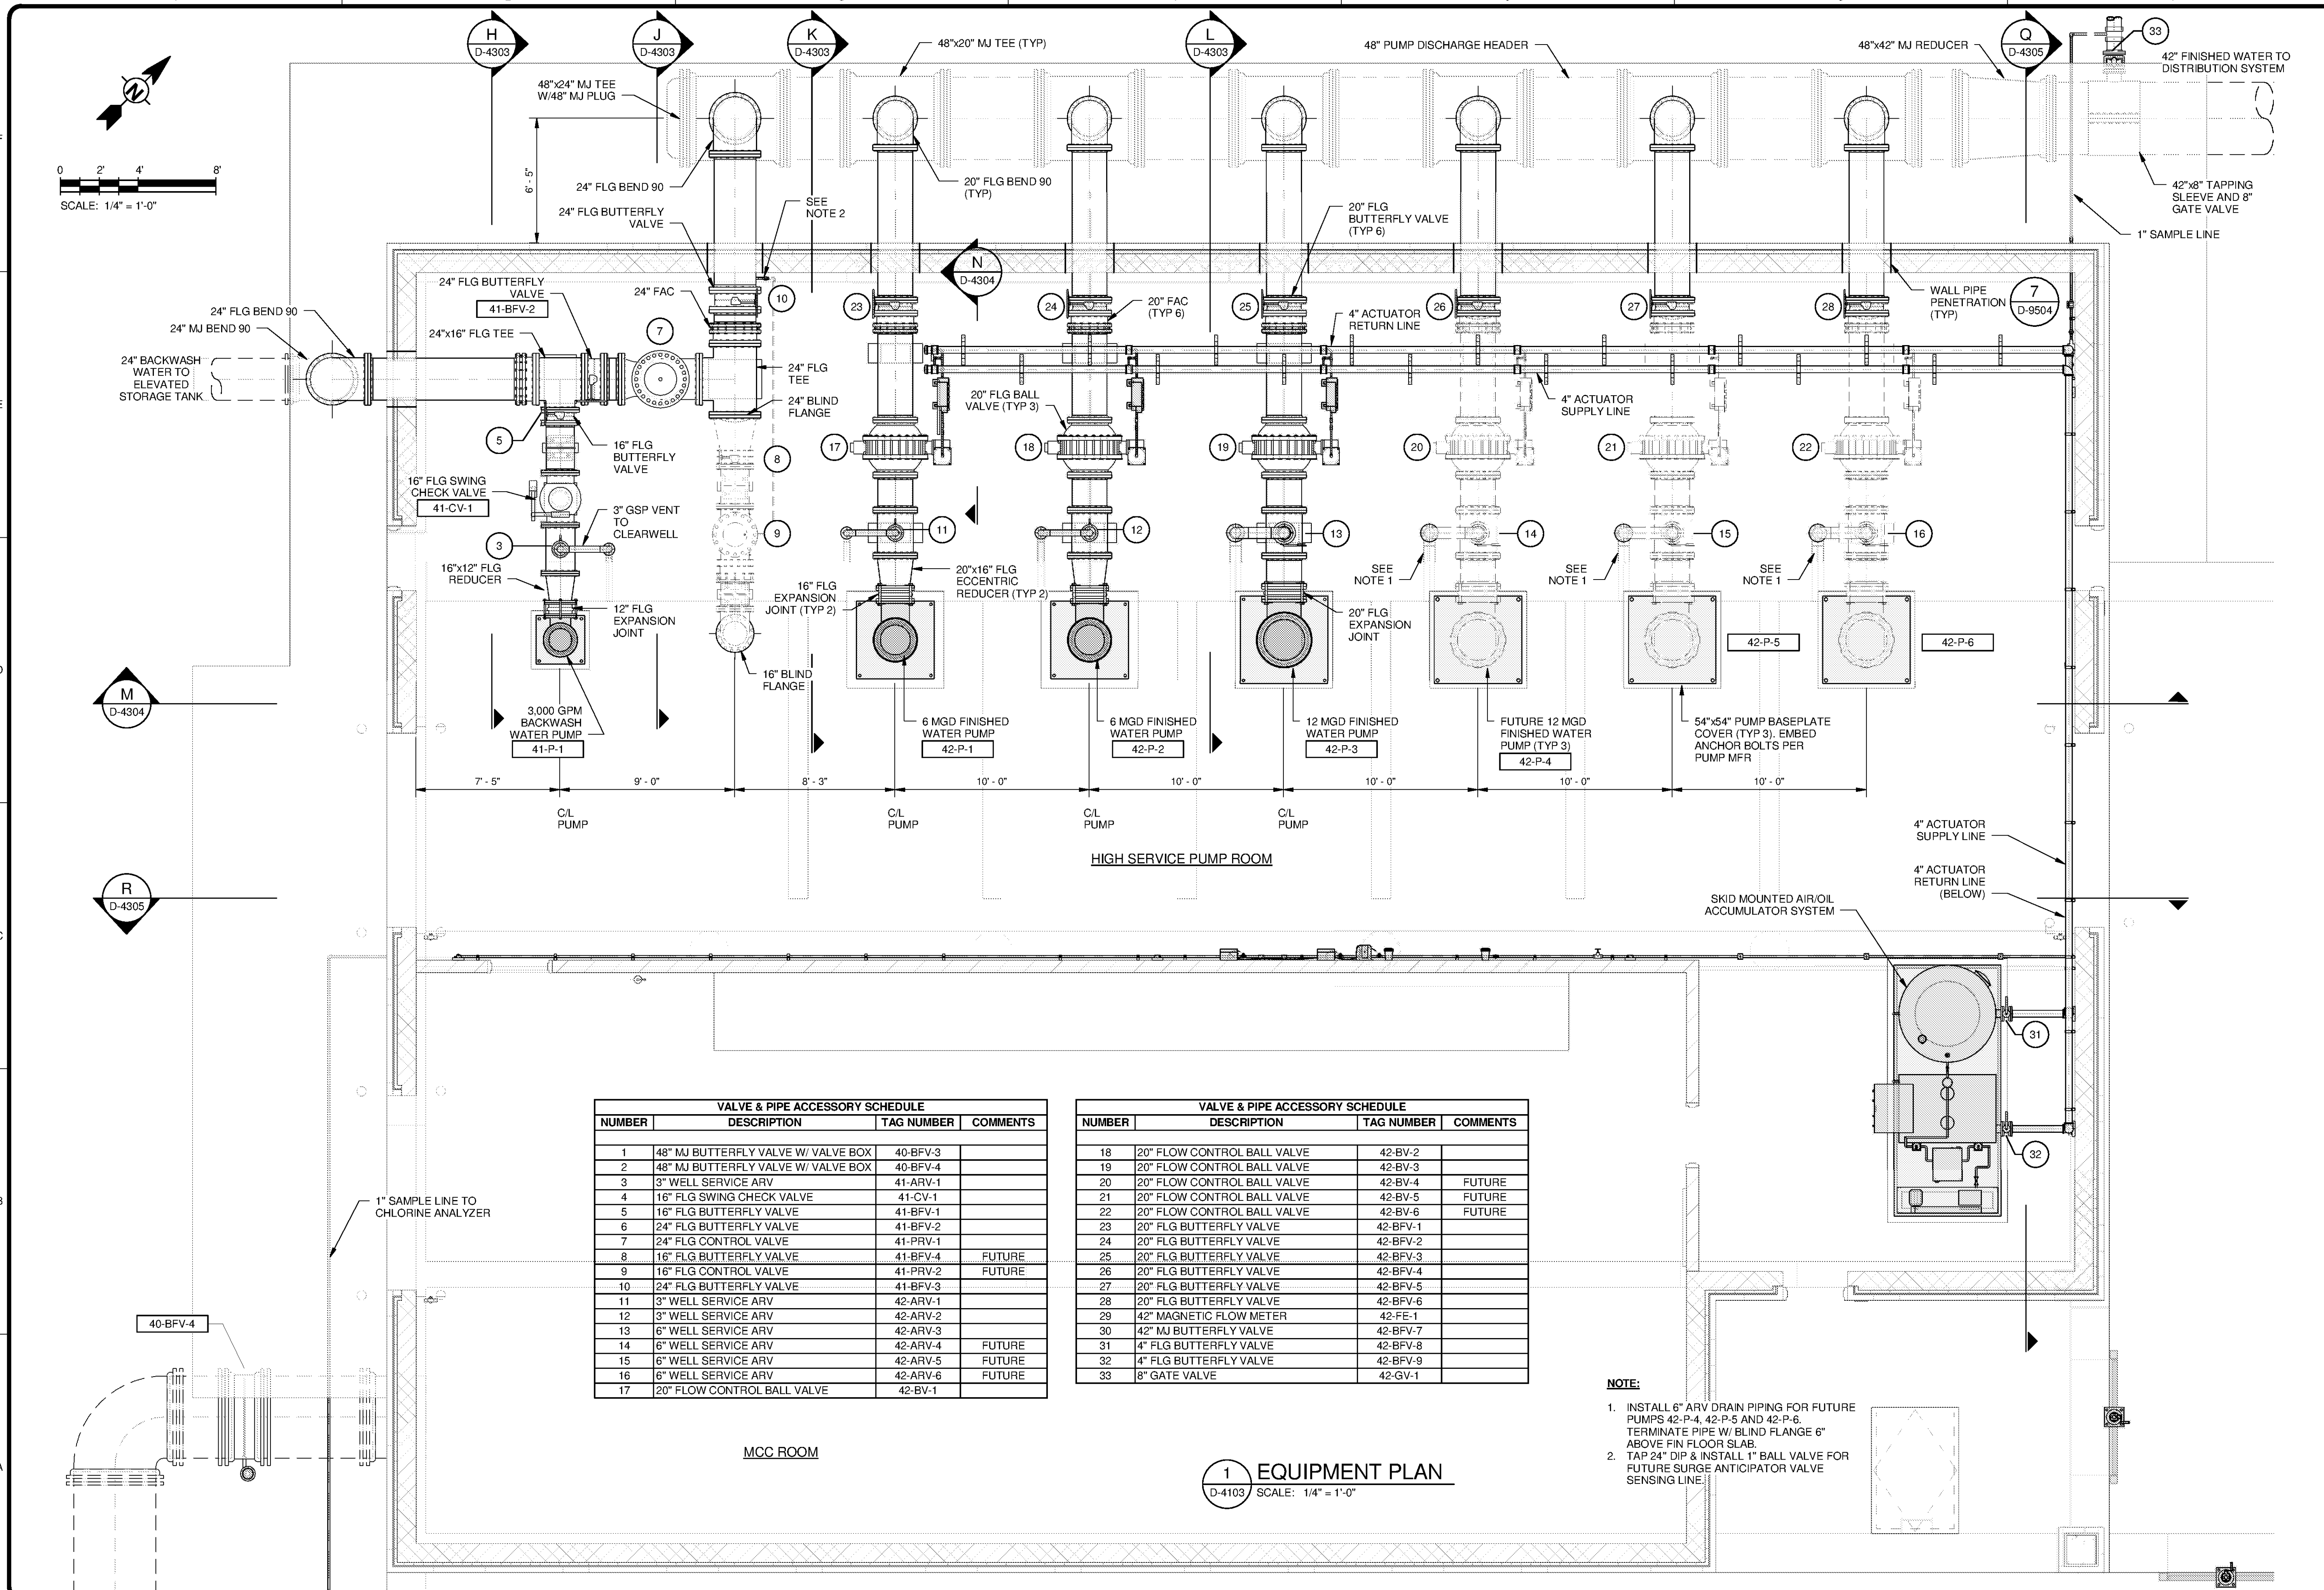 H
D-4303
J
D-4303
K
D-4303
L
D-4303
Q
D-4305
33
48"x20" MJ TEE (TYP)
48" PUMP DISCHARGE HEADER
48"x42" MJ REDUCER
42" FINISHED WATER TO
DISTRIBUTION SYSTEM
N
48"x24" MJ TEE
W/48" MJ PLUG
0 2' 4' 8'
SCALE: 1/4" = 1'-0"
6' - 5"
24" FLG BEND 90
20" FLG BEND 90
(TYP)
24" FLG BUTTERFLY
VALVE
SEE
NOTE 2
20" FLG
BUTTERFLY VALVE
(TYP 6)
42"x8" TAPPING
SLEEVE AND 8"
GATE VALVE
1" SAMPLE LINE
N
D-4304
24" FLG BUTTERFLY
VALVE
41-BFV-2
24" FAC
10
23
24
25
26
27
28
20" FAC
(TYP 6)
4" ACTUATOR
RETURN LINE
WALL PIPE
PENETRATION
(TYP)
7
D-9504
24" FLG BEND 90
24" MJ BEND 90
24"x16" FLG TEE
7
24" BACKWASH
WATER TO
ELEVATED
STORAGE TANK
24" FLG
TEE
24" BLIND
FLANGE
20" FLG BALL
VALVE (TYP 3)
4" ACTUATOR
SUPPLY LINE
5
16" FLG
BUTTERFLY
VALVE
8
17
18
19
20
21
22
16" FLG SWING
CHECK VALVE
41-CV-1
3" GSP VENT
TO
CLEARWELL
3
9
11
12
13
14
15
16
16"x12" FLG
REDUCER
16" FLG
EXPANSION
JOINT (TYP 2)
20"x16" FLG
ECCENTRIC
REDUCER (TYP 2)
SEE
NOTE 1
SEE
NOTE 1
SEE
NOTE 1
12" FLG
EXPANSION
JOINT
20" FLG
EXPANSION
JOINT
42-P-5
42-P-6
16" BLIND
FLANGE
M
D-4304
3,000 GPM
BACKWASH
WATER PUMP
41-P-1
6 MGD FINISHED
WATER PUMP
42-P-1
6 MGD FINISHED
WATER PUMP
42-P-2
12 MGD FINISHED
WATER PUMP
42-P-3
FUTURE 12 MGD
FINISHED WATER
PUMP (TYP 3)
42-P-4
54"x54" PUMP BASEPLATE
COVER (TYP 3). EMBED
ANCHOR BOLTS PER
PUMP MFR
7' - 5"
9' - 0"
8' - 3"
10' - 0"
10' - 0"
10' - 0"
10' - 0"
10' - 0"
C/L
PUMP
C/L
PUMP
C/L
PUMP
C/L
PUMP
HIGH SERVICE PUMP ROOM
4" ACTUATOR
SUPPLY LINE
4" ACTUATOR
RETURN LINE
(BELOW)
R
D-4305
SKID MOUNTED AIR/OIL
ACCUMULATOR SYSTEM
31
32
1" SAMPLE LINE TO
CHLORINE ANALYZER
40-BFV-4
VALVE & PIPE ACCESSORY SCHEDULE
NUMBER DESCRIPTION TAG NUMBER COMMENTS
1 48" MJ BUTTERFLY VALVE W/ VALVE BOX 40-BFV-3
2 48" MJ BUTTERFLY VALVE W/ VALVE BOX 40-BFV-4
3 3" WELL SERVICE ARV 41-ARV-1
4 16" FLG SWING CHECK VALVE 41-CV-1
5 16" FLG BUTTERFLY VALVE 41-BFV-1
6 24" FLG BUTTERFLY VALVE 41-BFV-2
7 24" FLG CONTROL VALVE 41-PRV-1
8 16" FLG BUTTERFLY VALVE 41-BFV-4 FUTURE
9 16" FLG CONTROL VALVE 41-PRV-2 FUTURE
10 24" FLG BUTTERFLY VALVE 41-BFV-3
11 3" WELL SERVICE ARV 42-ARV-1
12 3" WELL SERVICE ARV 42-ARV-2
13 6" WELL SERVICE ARV 42-ARV-3
14 6" WELL SERVICE ARV 42-ARV-4 FUTURE
15 6" WELL SERVICE ARV 42-ARV-5 FUTURE
16 6" WELL SERVICE ARV 42-ARV-6 FUTURE
17 20" FLOW CONTROL BALL VALVE 42-BV-1
VALVE & PIPE ACCESSORY SCHEDULE
NUMBER DESCRIPTION TAG NUMBER COMMENTS
18 20" FLOW CONTROL BALL VALVE 42-BV-2
19 20" FLOW CONTROL BALL VALVE 42-BV-3
20 20" FLOW CONTROL BALL VALVE 42-BV-4 FUTURE
21 20" FLOW CONTROL BALL VALVE 42-BV-5 FUTURE
22 20" FLOW CONTROL BALL VALVE 42-BV-6 FUTURE
23 20" FLG BUTTERFLY VALVE 42-BFV-1
24 20" FLG BUTTERFLY VALVE 42-BFV-2
25 20" FLG BUTTERFLY VALVE 42-BFV-3
26 20" FLG BUTTERFLY VALVE 42-BFV-4
27 20" FLG BUTTERFLY VALVE 42-BFV-5
28 20" FLG BUTTERFLY VALVE 42-BFV-6
29 42" MAGNETIC FLOW METER 42-FE-1
30 42" MJ BUTTERFLY VALVE 42-BFV-7
31 4" FLG BUTTERFLY VALVE 42-BFV-8
32 4" FLG BUTTERFLY VALVE 42-BFV-9
33 8" GATE VALVE 42-GV-1
NOTE:
1. INSTALL 6" ARV DRAIN PIPING FOR FUTURE
PUMPS 42-P-4, 42-P-5 AND 42-P-6.
TERMINATE PIPE W/ BLIND FLANGE 6"
ABOVE FIN FLOOR SLAB.
2. TAP 24" DIP & INSTALL 1" BALL VALVE FOR
FUTURE SURGE ANTICIPATOR VALVE
SENSING LINE.
MCC ROOM
1
D-4103
EQUIPMENT PLAN
SCALE: 1/4" = 1'-0"